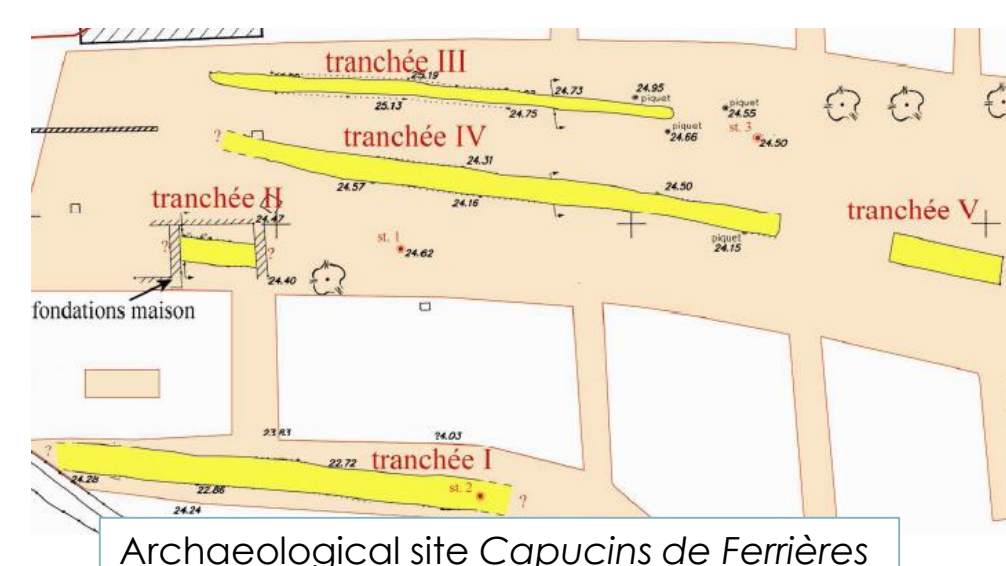 tranchée III
25.19
25.13
24.75
24.73
24.95
piquet
piquet
24.55
piquet
24.66
st. 3
24.50
?
tranchée IV
24.31
24.57
24.16
24.50
tranchée II
24.47
tranchée V
st. 1
24.62
piquet
24.15
?
?
24.40
fondations maison
23.83
24.03
?
22.72
tranchée I
24.28
22.86
st. 2
?
24.24
Archaeological site Capucins de Ferrières